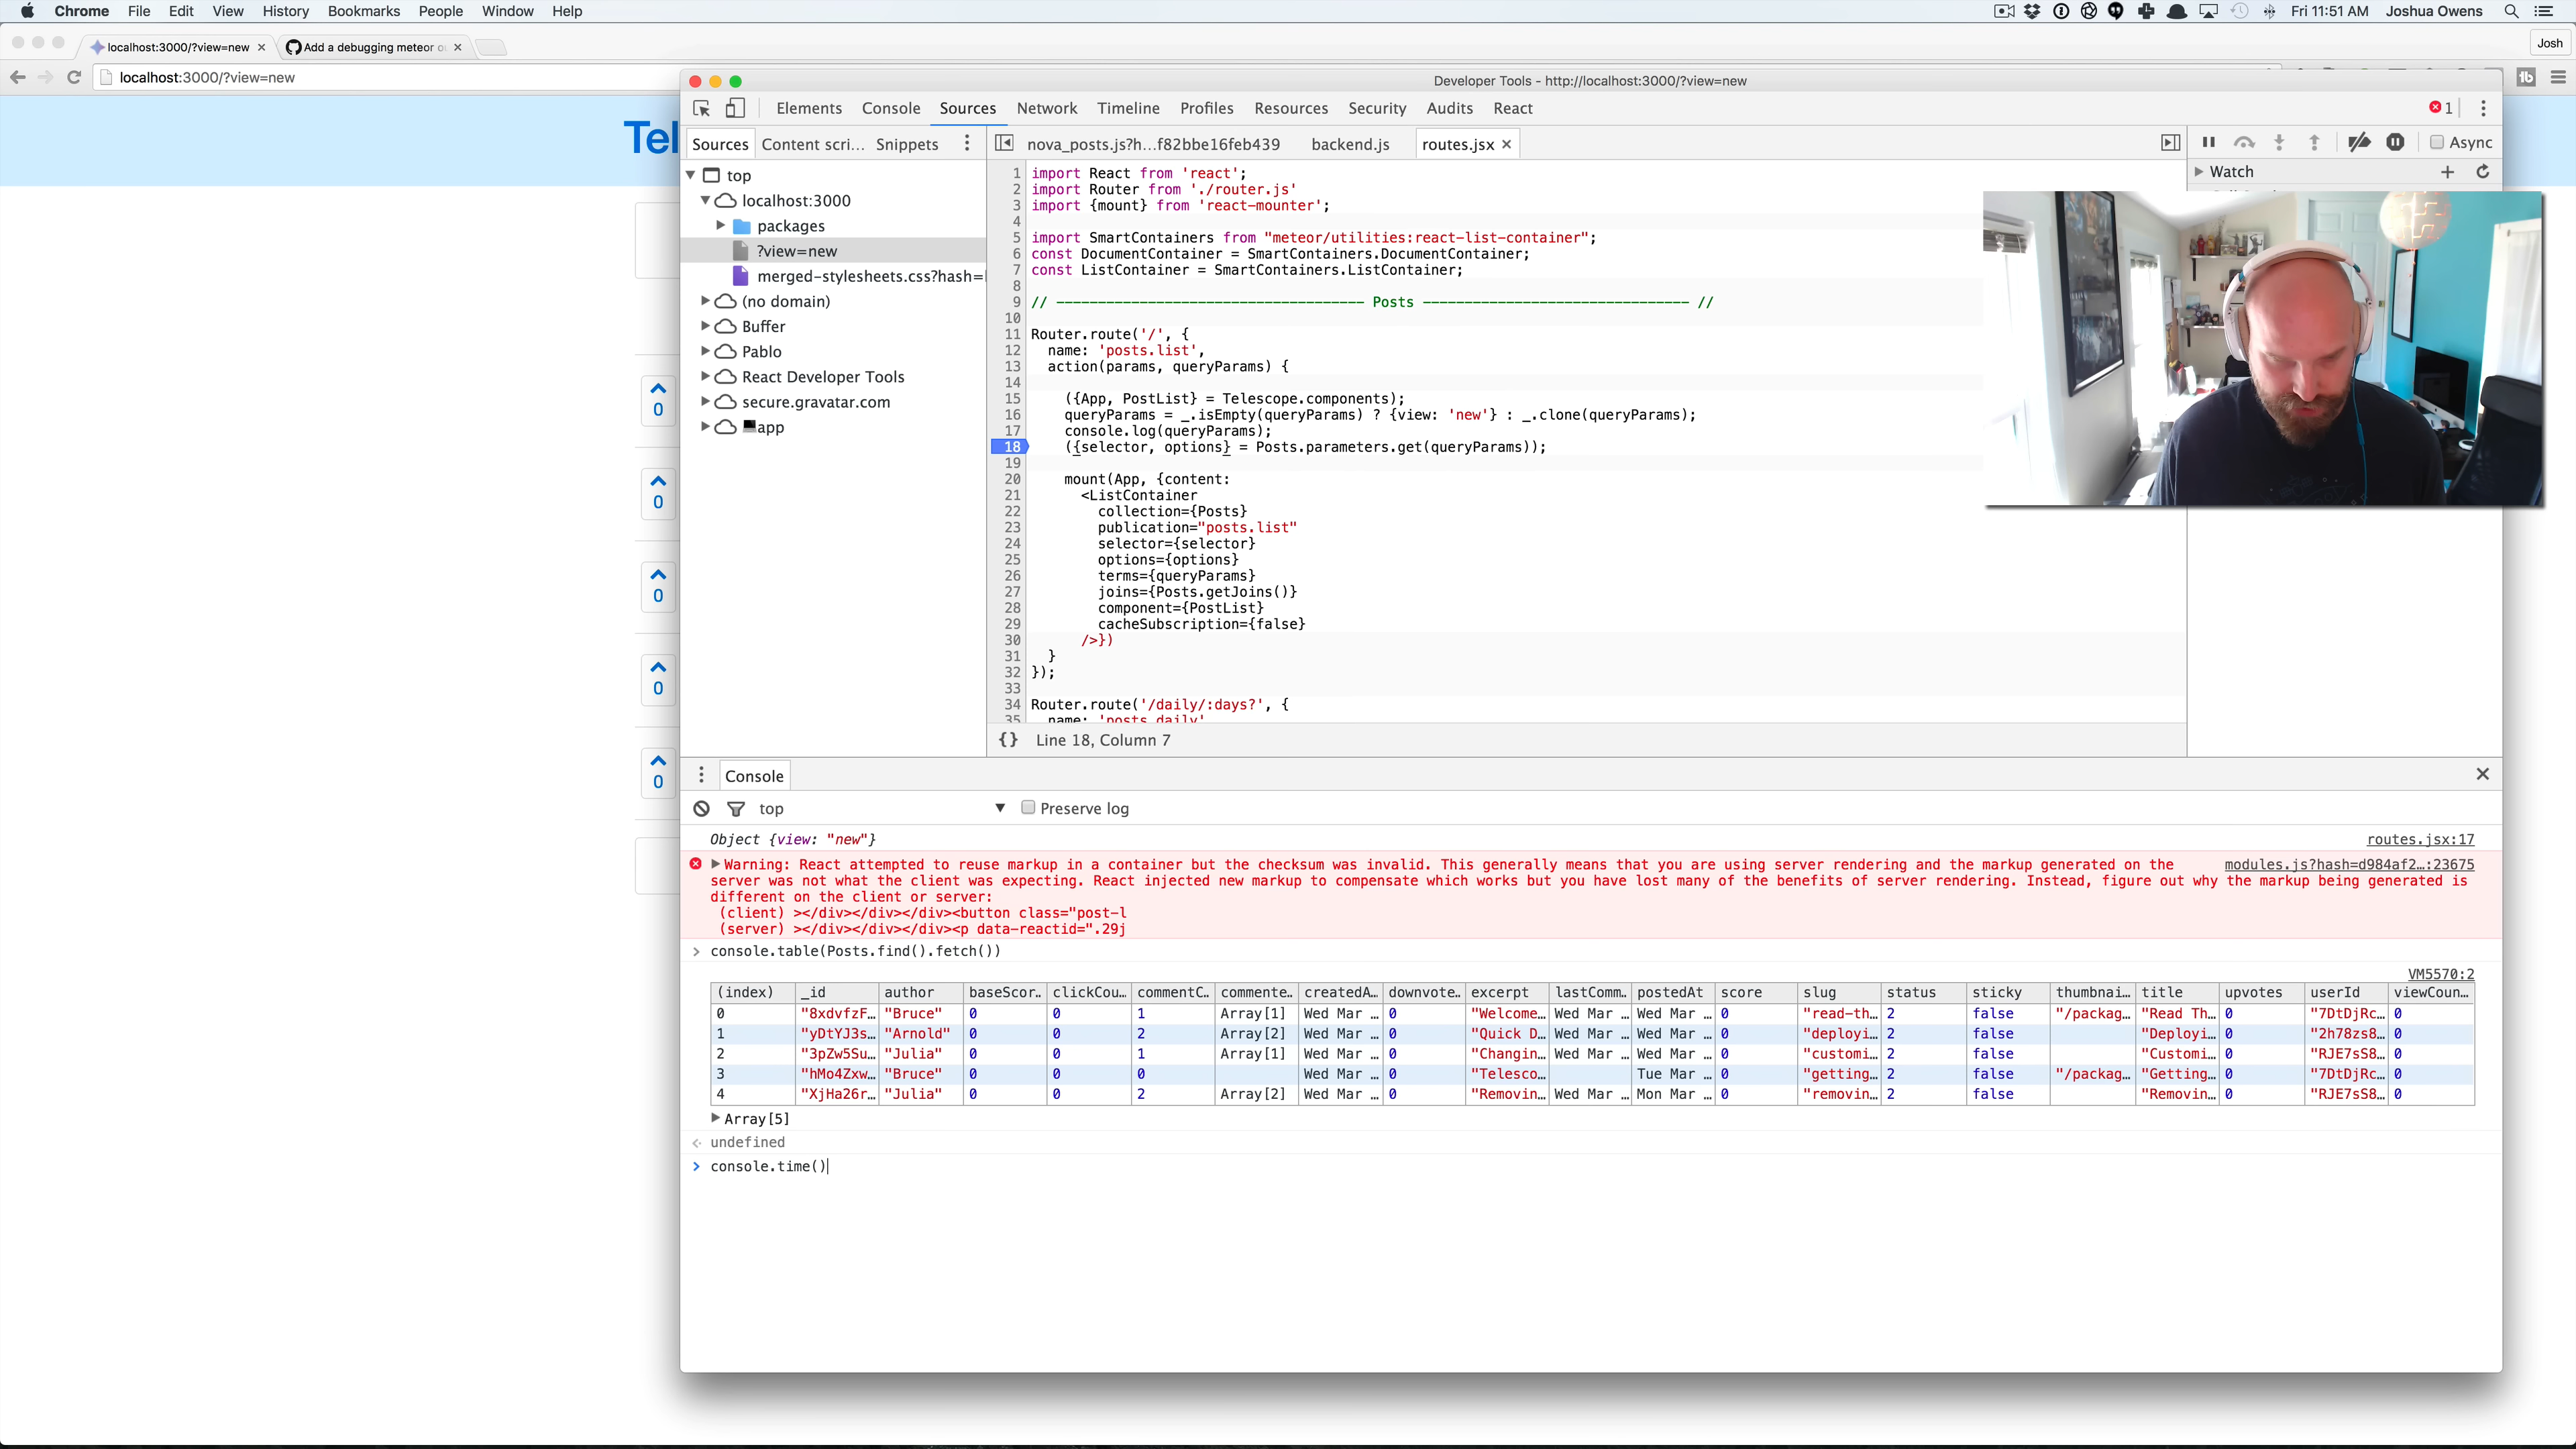 Chrome File Edit View History Bookmarks People Window Help
Fri 11:51 AM Joshua Owens
localhost:3000/?view=new
Add a debugging meteor
Josh
localhost:3000/?view=new
Tel
0
0
0
0
0
Developer Tools - http://localhost:3000/?view=new
Elements Console Sources Network Timeline Profiles Resources Security Audits React
1
Sources Content scri... Snippets
nova_posts.js?h...f82bbe16feb439 backend.js routes.jsx
Async
Watch
top
localhost:3000
packages
?view=new
merged-stylesheets.css?hash=
(no domain)
Buffer
Pablo
React Developer Tools
secure.gravatar.com
app
1 import React from 'react';
2 import Router from './router.js'
3 import {mount} from 'react-mounter';
4
5 import SmartContainers from "meteor/utilities:react-list-container";
6 const DocumentContainer = SmartContainers.DocumentContainer;
7 const ListContainer = SmartContainers.ListContainer;
8
9 // ------------------------------------- Posts -------------------------------- //
10
11 Router.route('/', {
12 name: 'posts.list',
13 action(params, queryParams) {
14
15 ({App, PostList} = Telescope.components);
16 queryParams = _.isEmpty(queryParams) ? {view: 'new'} : _.clone(queryParams);
17 console.log(queryParams);
18 ({selector, options} = Posts.parameters.get(queryParams));
19
20 mount(App, {content:
21 <ListContainer
22 collection={Posts}
23 publication="posts.list"
24 selector={selector}
25 options={options}
26 terms={queryParams}
27 joins={Posts.getJoins()}
28 component={PostList}
29 cacheSubscription={false}
30 />})
31 }
32 });
33
34 Router.route('/daily/:days?', {
35 name: 'posts.daily'
{} Line 18, Column 7
Console
top Preserve log
Object {view: "new"} routes.jsx:17
Warning: React attempted to reuse markup in a container but the checksum was invalid. This generally means that you are using server rendering and the markup generated on the modules.js?hash=d984af2…:23675
server was not what the client was expecting. React injected new markup to compensate which works but you have lost many of the benefits of server rendering. Instead, figure out why the markup being generated is
different on the client or server:
(client) ></div></div></div><button class="post-l
(server) ></div></div></div><p data-reactid=".29j
console.table(Posts.find().fetch())
VM5570:2
(index) _id author baseScor… clickCou… commentC… commente… createdA… downvote… excerpt lastComm… postedAt score slug status sticky thumbnai… title upvotes userId viewCoun…
0 "8xdvfzF… "Bruce" 0 0 1 Array[1] Wed Mar … 0 "Welcome… Wed Mar … Wed Mar … 0 "read-th… 2 false "/packag… "Read Th… 0 "7DtDjRc… 0
1 "yDtYJ3s… "Arnold" 0 0 2 Array[2] Wed Mar … 0 "Quick D… Wed Mar … Wed Mar … 0 "deployi… 2 false "Deployi… 0 "2h78zs8… 0
2 "3pZw5Su… "Julia" 0 0 1 Array[1] Wed Mar … 0 "Changin… Wed Mar … Wed Mar … 0 "customi… 2 false "Customi… 0 "RJE7sS8… 0
3 "hMo4Zxw… "Bruce" 0 0 0 Wed Mar … 0 "Telesco… Tue Mar … 0 "getting… 2 false "/packag… "Getting… 0 "7DtDjRc… 0
4 "XjHa26r… "Julia" 0 0 2 Array[2] Wed Mar … 0 "Removin… Wed Mar … Mon Mar … 0 "removin… 2 false "Removin… 0 "RJE7sS8… 0
Array[5]
undefined
console.time()